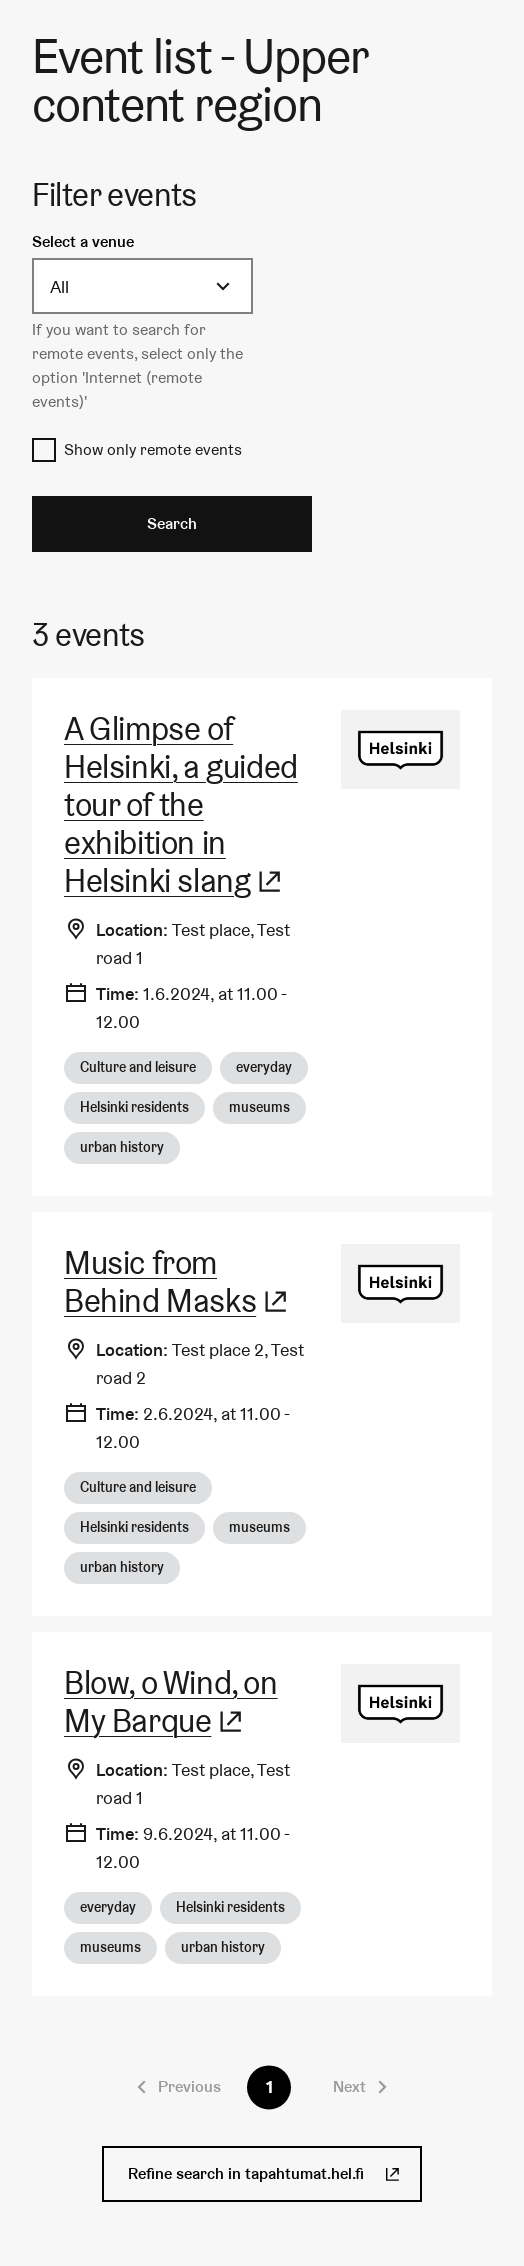 Event list - Upper
content region
Filter events
Select a venue
All
If you want to search for
remote events, select only the
option 'Internet (remote
events)'
Show only remote events
Search
3 events
A Glimpse of
Helsinki, a guided
tour of the
exhibition in
Helsinki slang
Helsinki
Location: Test place, Test
road 1
Time: 1.6.2024, at 11.00 -
12.00
Culture and leisure everyday
Helsinki residents museums
urban history
Music from
Behind Masks
Helsinki
Location: Test place 2, Test
road 2
Time: 2.6.2024, at 11.00 -
12.00
Culture and leisure
Helsinki residents museums
urban history
Blow, o Wind, on
My Barque
Helsinki
Location: Test place, Test
road 1
Time: 9.6.2024, at 11.00 -
12.00
everyday Helsinki residents
museums urban history
Previous 1 Next
Refine search in tapahtumat.hel.fi